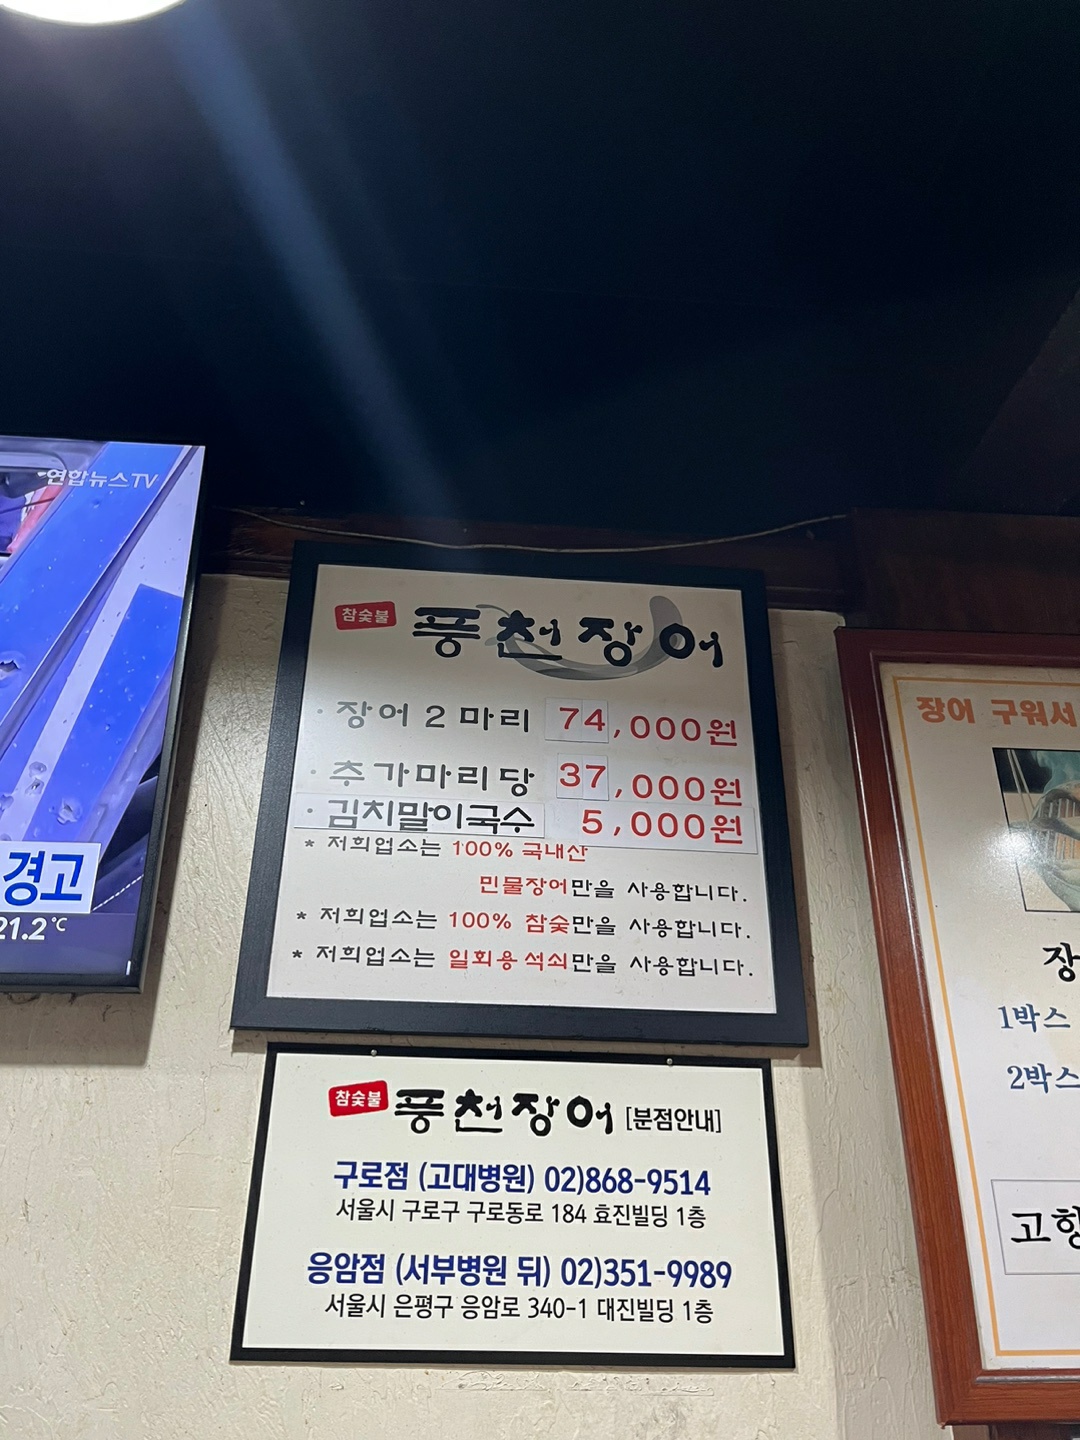 연합뉴스TV
경고
21.2℃
참숯불 풍천장어
· 장어 2 마리 74,000원
· 추가마리당 37,000원
· 김치말이국수 5,000원
* 저희업소는 100% 국내산
민물장어만을 사용합니다.
* 저희업소는 100% 참숯만을 사용합니다.
* 저희업소는 일회용석쇠만을 사용합니다.
참숯불 풍천장어 [분점안내]
구로점 (고대병원) 02)868-9514
서울시 구로구 구로동로 184 효진빌딩 1층
응암점 (서부병원 뒤) 02)351-9989
서울시 은평구 응암로 340-1 대진빌딩 1층
장어 구워서
장
1박스
2박스
고향